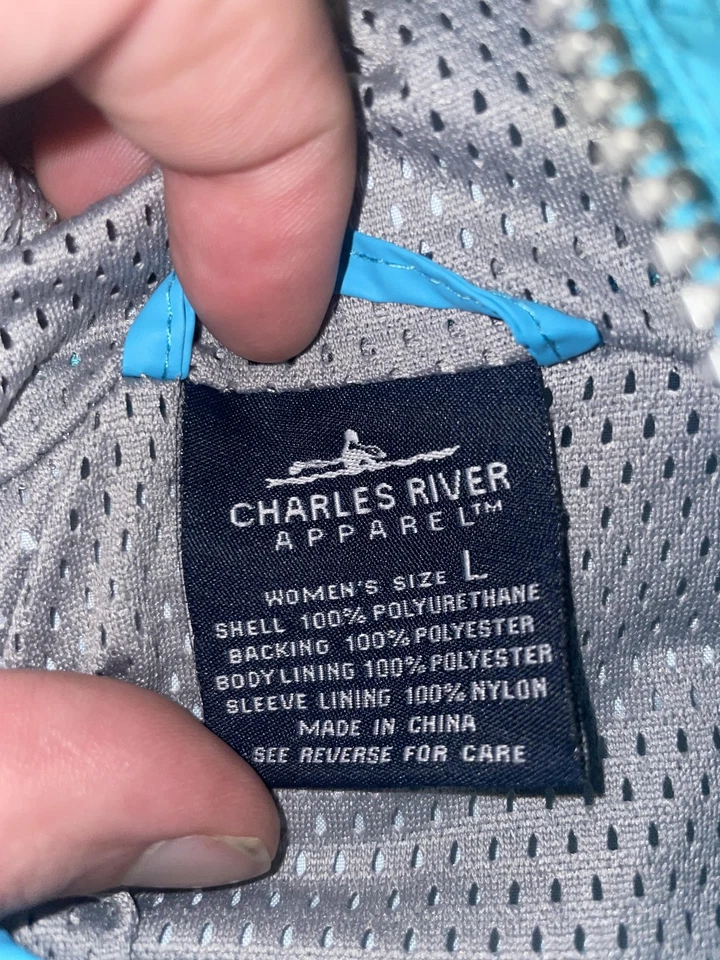 CHARLES RIVER
APPAREL™
WOMEN'S SIZE L
SHELL 100% POLYURETHANE
BACKING 100% POLYESTER
BODY LINING 100% POLYESTER
SLEEVE LINING 100% NYLON
MADE IN CHINA
SEE REVERSE FOR CARE